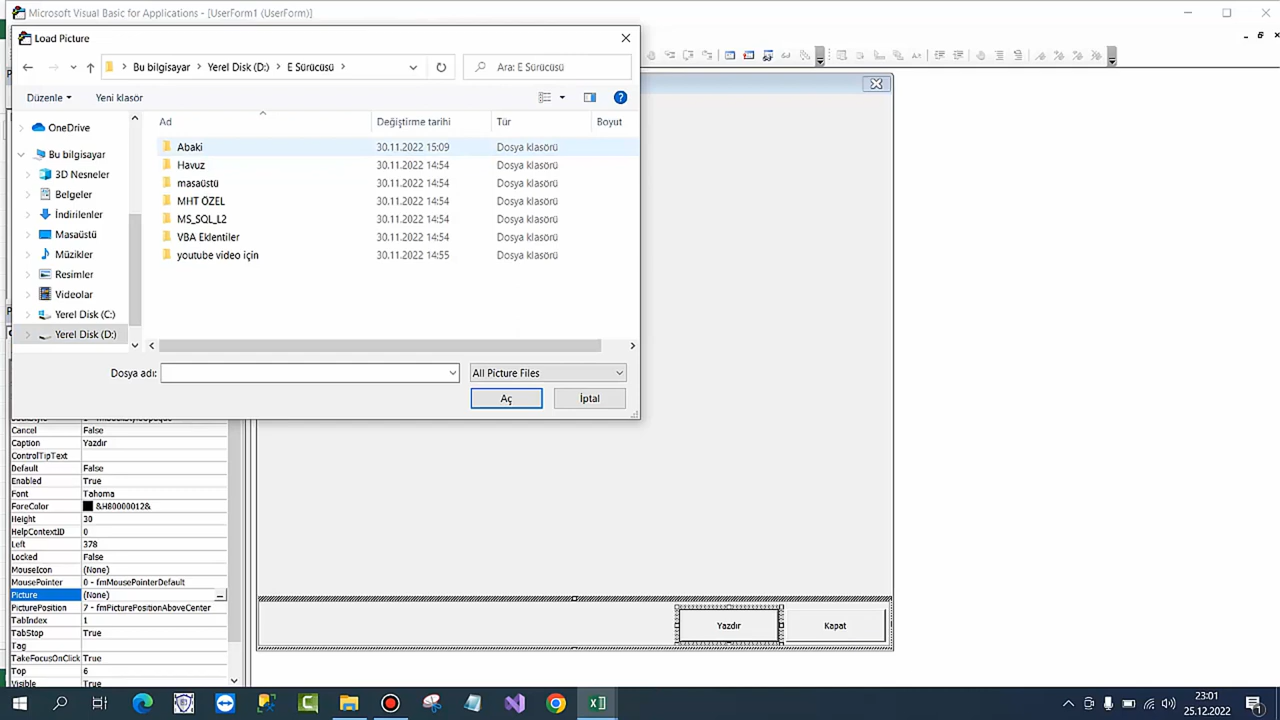 Microsoft Visual Basic for Applications - [UserForm1 (UserForm)]
Load Picture
Bu bilgisayar > Yerel Disk (D:) > E Sürücüsü >
Ara: E Sürücüsü
Düzenle
Yeni klasör
Ad
Değiştirme tarihi
Tür
Boyut
OneDrive
Bu bilgisayar
3D Nesneler
Belgeler
İndirilenler
Masaüstü
Müzikler
Resimler
Videolar
Yerel Disk (C:)
Yerel Disk (D:)
Abaki 30.11.2022 15:09 Dosya klasörü
Havuz 30.11.2022 14:54 Dosya klasörü
masaüstü 30.11.2022 14:54 Dosya klasörü
MHT ÖZEL 30.11.2022 14:54 Dosya klasörü
MS_SQL_L2 30.11.2022 14:54 Dosya klasörü
VBA Eklentiler 30.11.2022 14:54 Dosya klasörü
youtube video için 30.11.2022 14:55 Dosya klasörü
Dosya adı:
All Picture Files
Aç
İptal
Cancel False
Caption Yazdır
ControlTipText
Default False
Enabled True
Font Tahoma
ForeColor &H80000012&
Height 30
HelpContextID 0
Left 378
Locked False
MouseIcon (None)
MousePointer 0 - fmMousePointerDefault
Picture (None) ...
PicturePosition 7 - fmPicturePositionAboveCenter
TabIndex 1
TabStop True
Tag
TakeFocusOnClick True
Top 6
Visible True
Yazdır
Kapat
23:01
25.12.2022
1